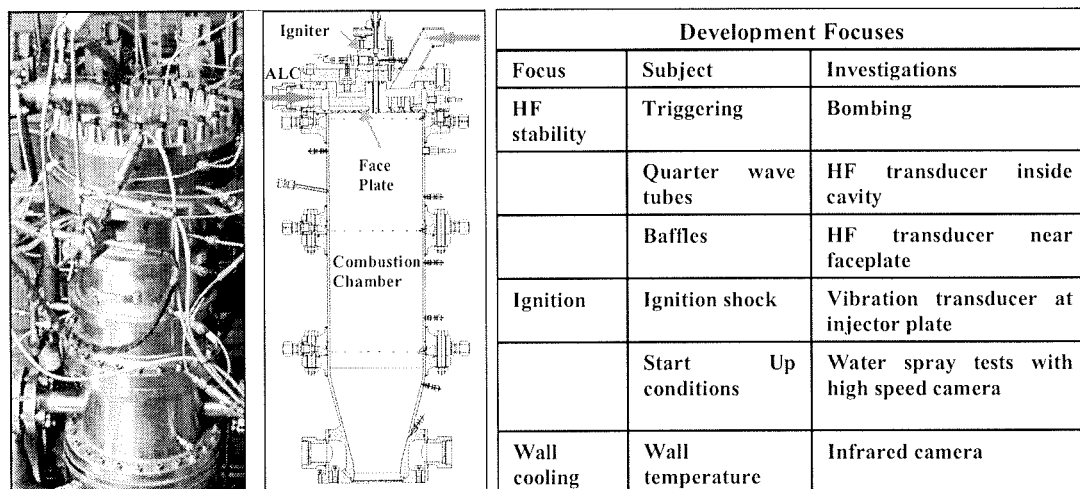 Igniter
ALC
Face
Plate
Combustion
Chamber
Development Focuses
Focus Subject Investigations
HF stability Triggering Bombing
Quarter wave tubes HF transducer inside cavity
Baffles HF transducer near faceplate
Ignition Ignition shock Vibration transducer at injector plate
Start Up conditions Water spray tests with high speed camera
Wall cooling Wall temperature Infrared camera